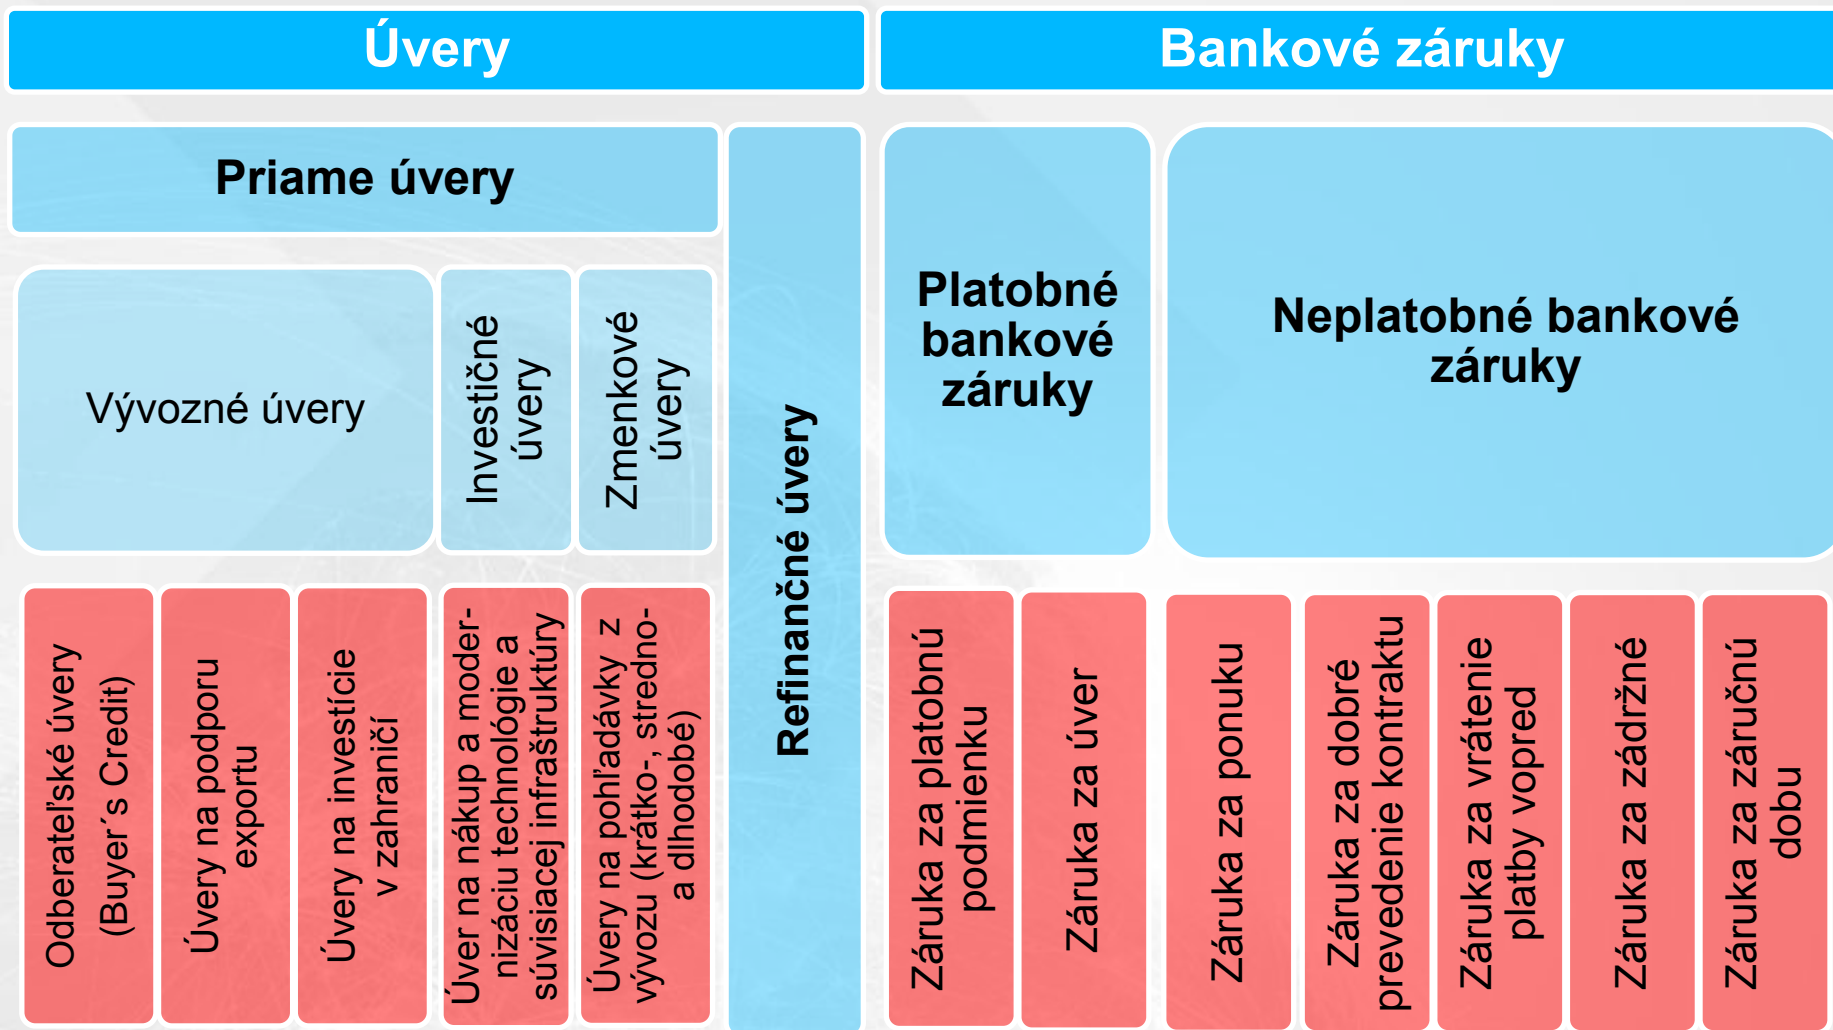 Úvery
Bankové záruky
Priame úvery
Vývozné úvery
Investičné
úvery
Zmenkové
úvery
Refinančné úvery
Platobné
bankové
záruky
Neplatobné bankové
záruky
Odberateľské úvery
(Buyer´s Credit)
Úvery na podporu
exportu
Úvery na investície
v zahraničí
Úver na nákup a moder-
nizáciu technológie a
súvisiacej infraštruktúry
Úvery na pohľadávky z
vývozu (krátko-, stredno-
a dlhodobé)
Záruka za platobnú
podmienku
Záruka za úver
Záruka za ponuku
Záruka za dobré
prevedenie kontraktu
Záruka za vrátenie
platby vopred
Záruka za zádržné
Záruka za záručnú
dobu